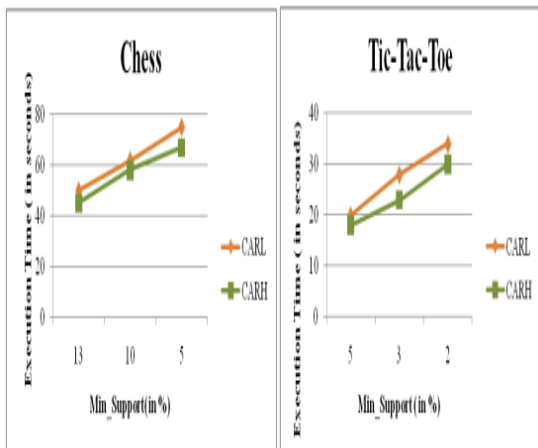 Chess
Execution Time ( in seconds)
80
60
40
20
0
13 10 5
Min_Support(in %)
CARL
CARH
Tic-Tac-Toe
Execution Time ( in seconds)
40
30
20
10
0
5 3 2
Min_Support(in %)
CARL
CARH